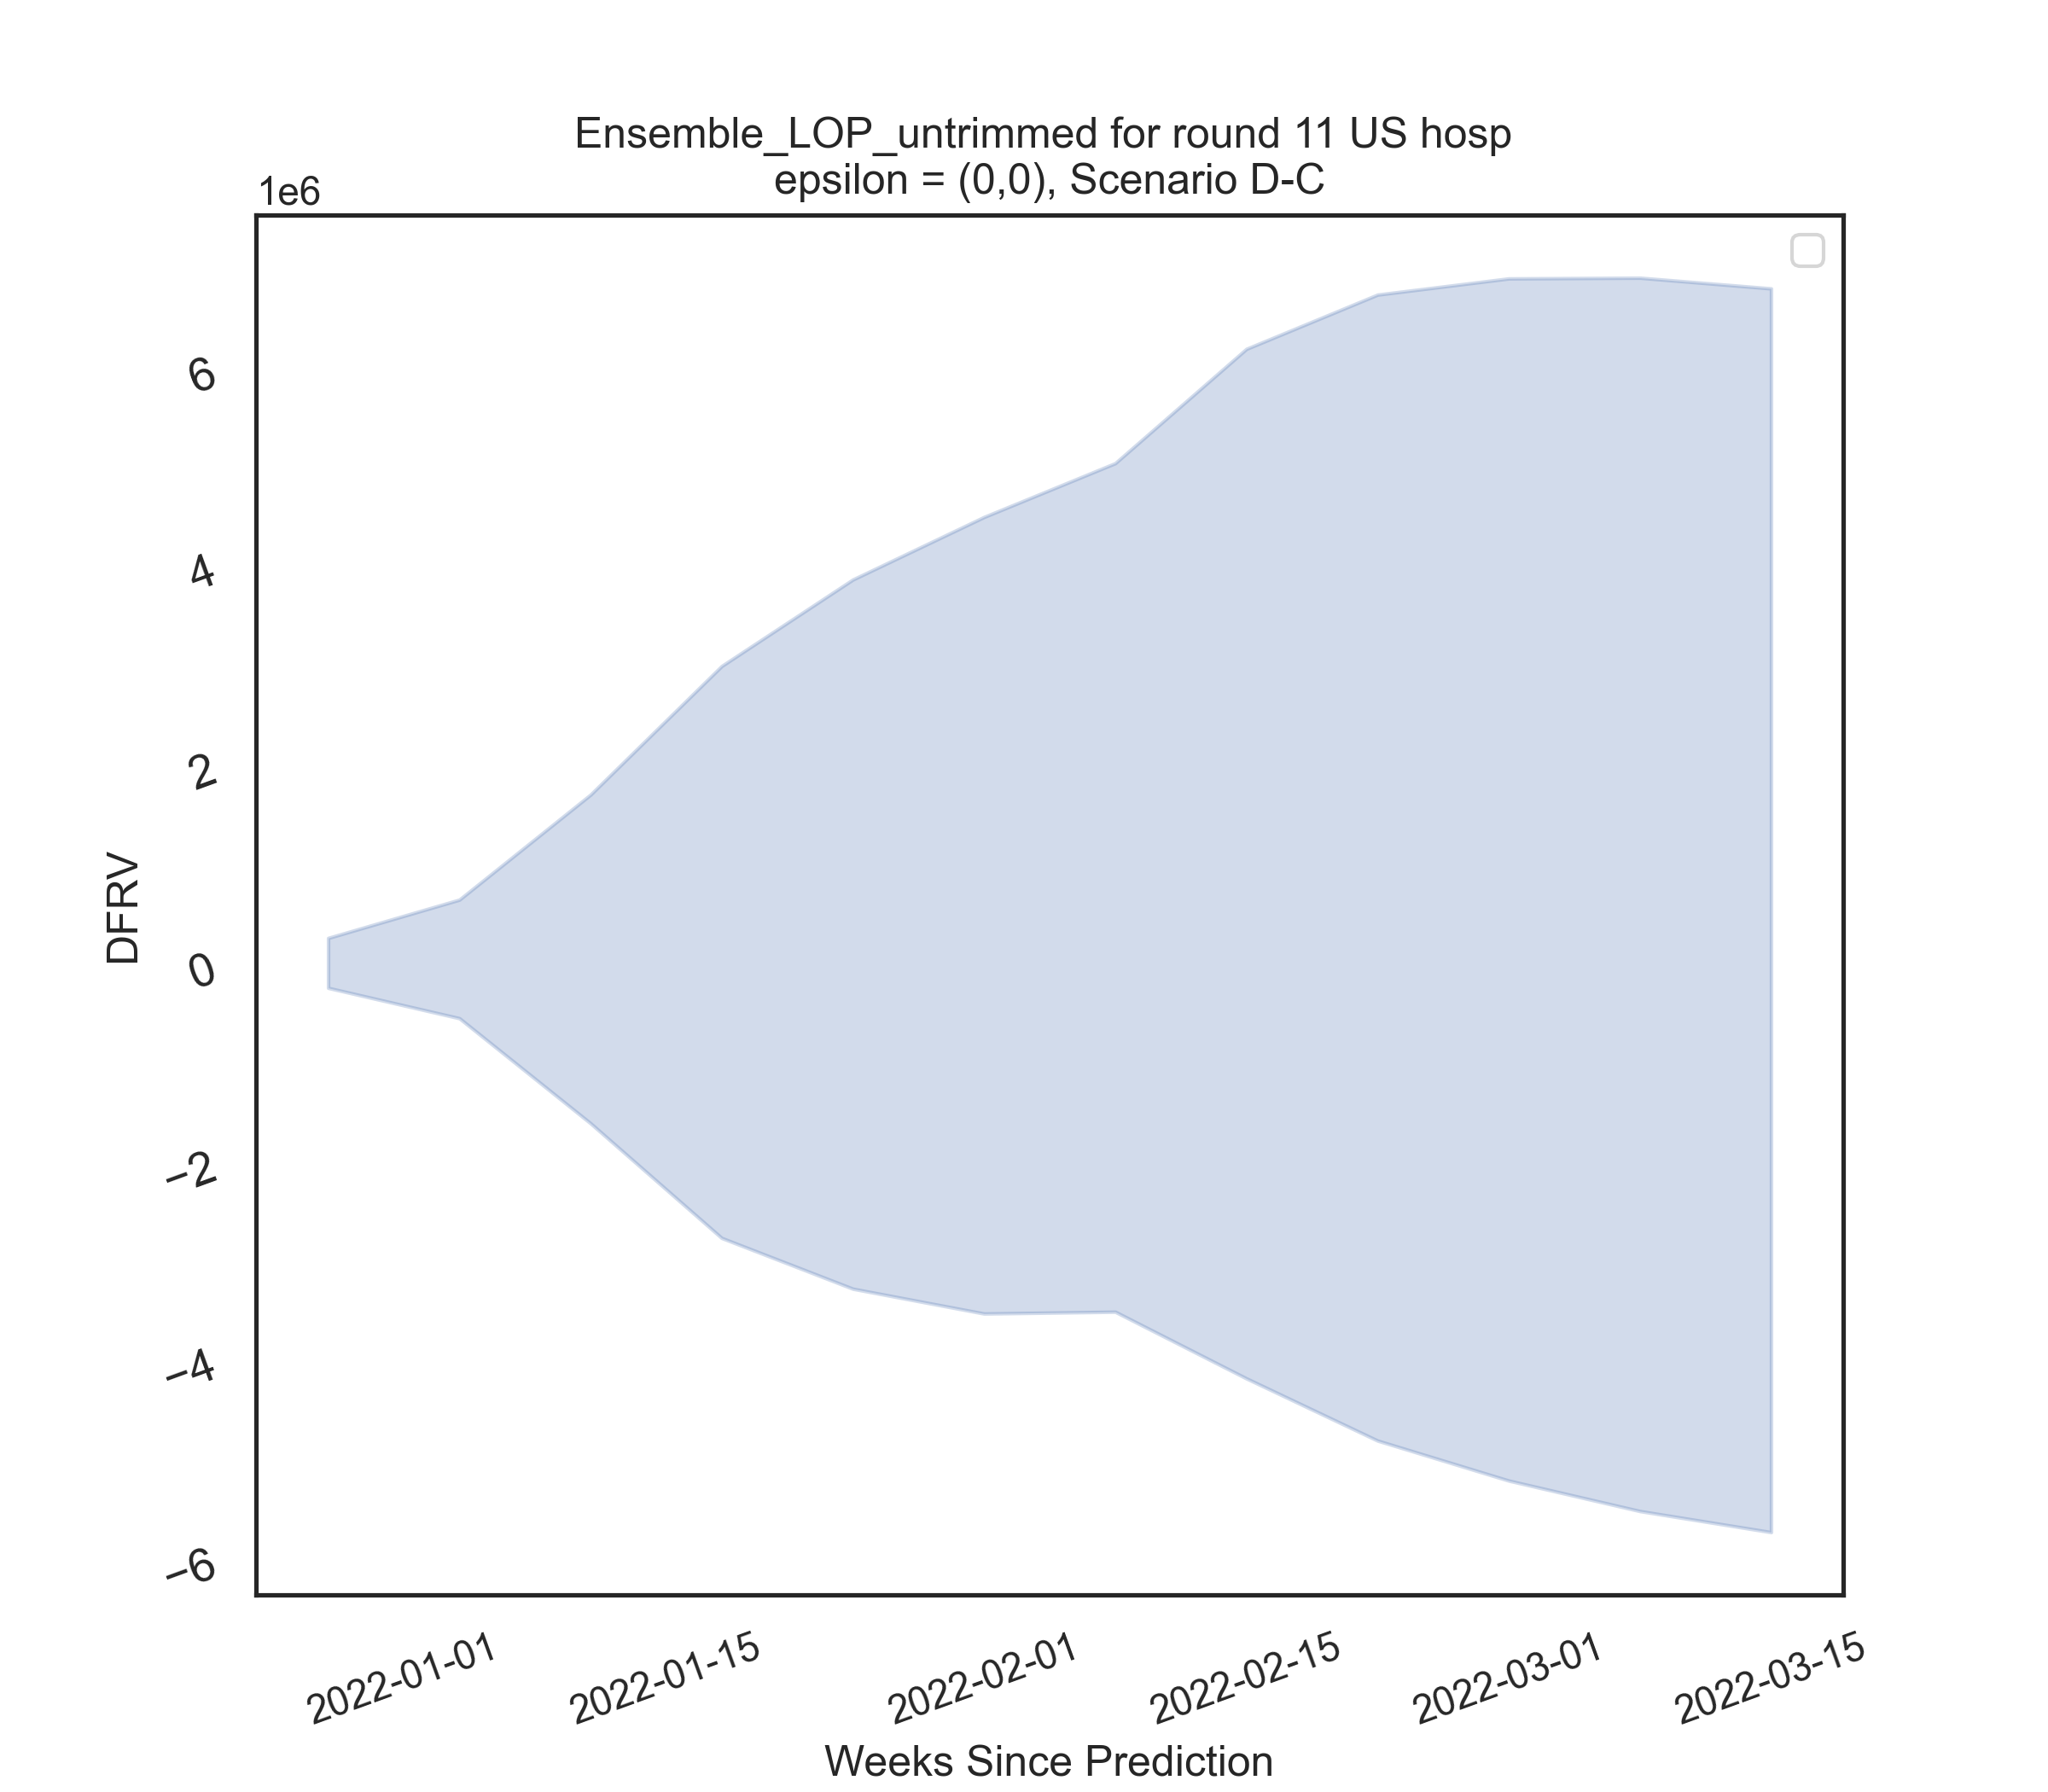 Ensemble_LOP_untrimmed for round 11 US hosp
epsilon = (0,0), Scenario D-C
1e6
6
4
2
0
−2
−4
−6
DFRV
2022-01-01
2022-01-15
2022-02-01
2022-02-15
2022-03-01
2022-03-15
Weeks Since Prediction